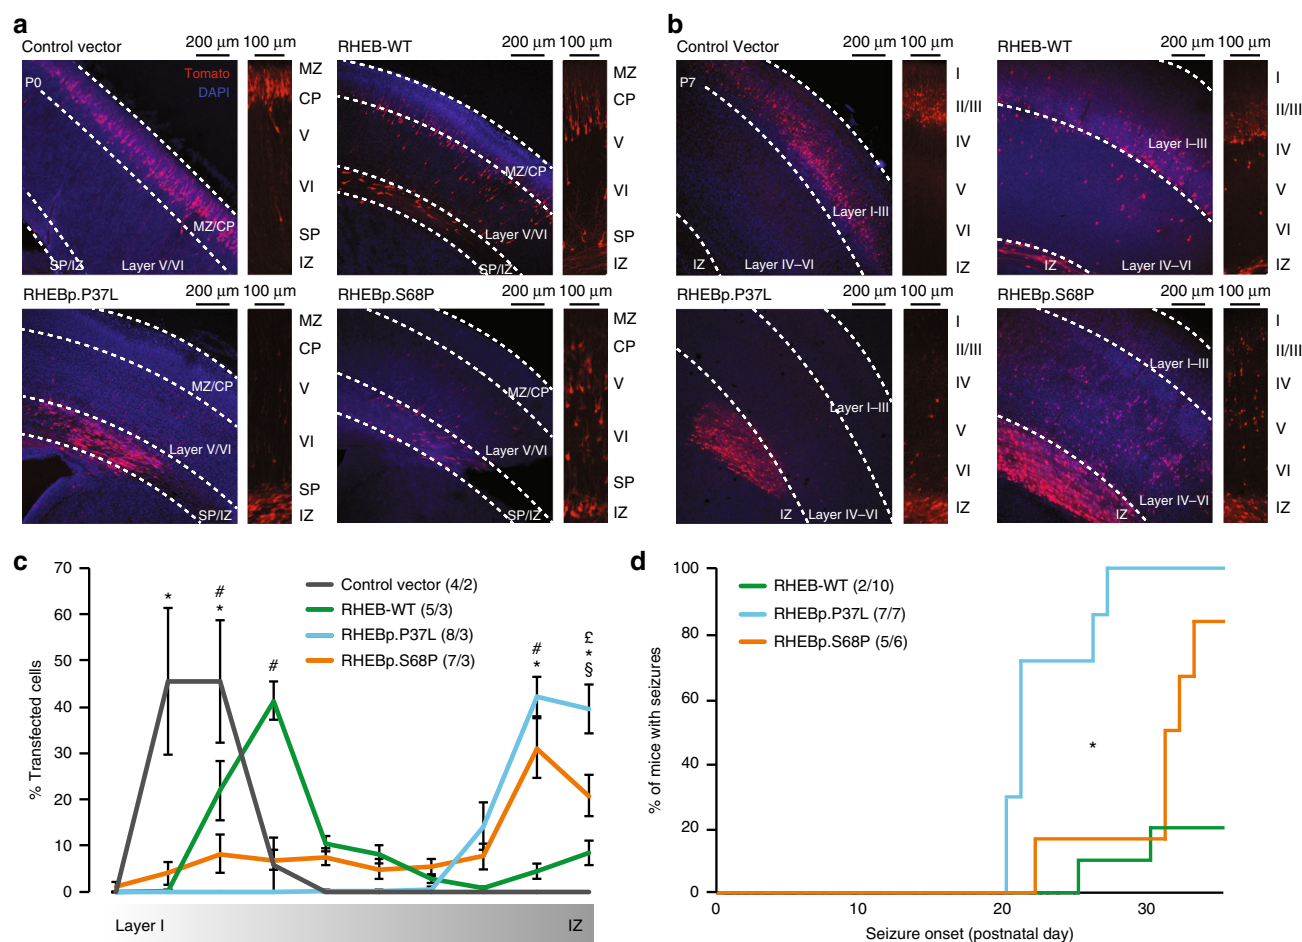 a
Control vector
200 µm 100 µm
P0
Tomato
DAPI
MZ/CP
SP/IZ
Layer V/VI
MZ
CP
V
VI
SP
IZ
RHEB-WT
200 µm 100 µm
MZ/CP
Layer V/VI
SP/IZ
MZ
CP
V
VI
SP
IZ
RHEBp.P37L
200 µm 100 µm
MZ/CP
Layer V/VI
SP/IZ
MZ
CP
V
VI
SP
IZ
RHEBp.S68P
200 µm 100 µm
MZ/CP
Layer V/VI
SP/IZ
MZ
CP
V
VI
SP
IZ
b
Control Vector
200 µm 100 µm
P7
Layer I-III
IZ
Layer IV–VI
I
II/III
IV
V
VI
IZ
RHEB-WT
200 µm 100 µm
Layer I–III
IZ
Layer IV–VI
I
II/III
IV
V
VI
IZ
RHEBp.P37L
200 µm 100 µm
Layer I–III
IZ
Layer IV–VI
I
II/III
IV
V
VI
IZ
RHEBp.S68P
200 µm 100 µm
Layer I–III
Layer IV–VI
IZ
I
II/III
IV
V
VI
IZ
c
% Transfected cells
70
60
50
40
30
20
10
0
Control vector (4/2)
RHEB-WT (5/3)
RHEBp.P37L (8/3)
RHEBp.S68P (7/3)
*
#
*
#
#
*
£
*
§
Layer I
IZ
d
% of mice with seizures
100
80
60
40
20
0
RHEB-WT (2/10)
RHEBp.P37L (7/7)
RHEBp.S68P (5/6)
*
0
10
20
30
Seizure onset (postnatal day)